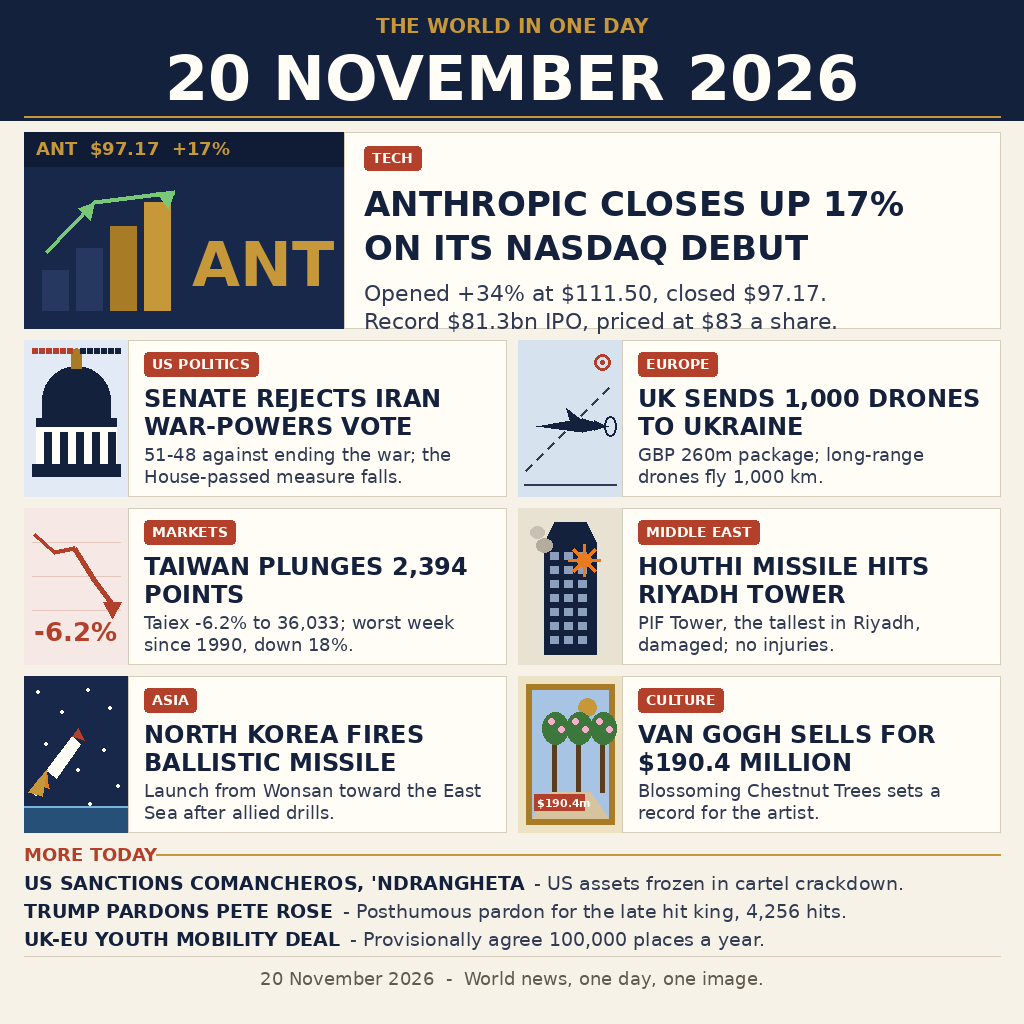 THE WORLD IN ONE DAY
20 NOVEMBER 2026
ANT $97.17 +17%
ANT
TECH
ANTHROPIC CLOSES UP 17%
ON ITS NASDAQ DEBUT
Opened +34% at $111.50, closed $97.17.
Record $81.3bn IPO, priced at $83 a share.
US POLITICS
SENATE REJECTS IRAN
WAR-POWERS VOTE
51-48 against ending the war; the
House-passed measure falls.
EUROPE
UK SENDS 1,000 DRONES
TO UKRAINE
GBP 260m package; long-range
drones fly 1,000 km.
-6.2%
MARKETS
TAIWAN PLUNGES 2,394
POINTS
Taiex -6.2% to 36,033; worst week
since 1990, down 18%.
MIDDLE EAST
HOUTHI MISSILE HITS
RIYADH TOWER
PIF Tower, the tallest in Riyadh,
damaged; no injuries.
ASIA
NORTH KOREA FIRES
BALLISTIC MISSILE
Launch from Wonsan toward the East
Sea after allied drills.
$190.4m
CULTURE
VAN GOGH SELLS FOR
$190.4 MILLION
Blossoming Chestnut Trees sets a
record for the artist.
MORE TODAY
US SANCTIONS COMANCHEROS, 'NDRANGHETA - US assets frozen in cartel crackdown.
TRUMP PARDONS PETE ROSE - Posthumous pardon for the late hit king, 4,256 hits.
UK-EU YOUTH MOBILITY DEAL - Provisionally agree 100,000 places a year.
20 November 2026 - World news, one day, one image.